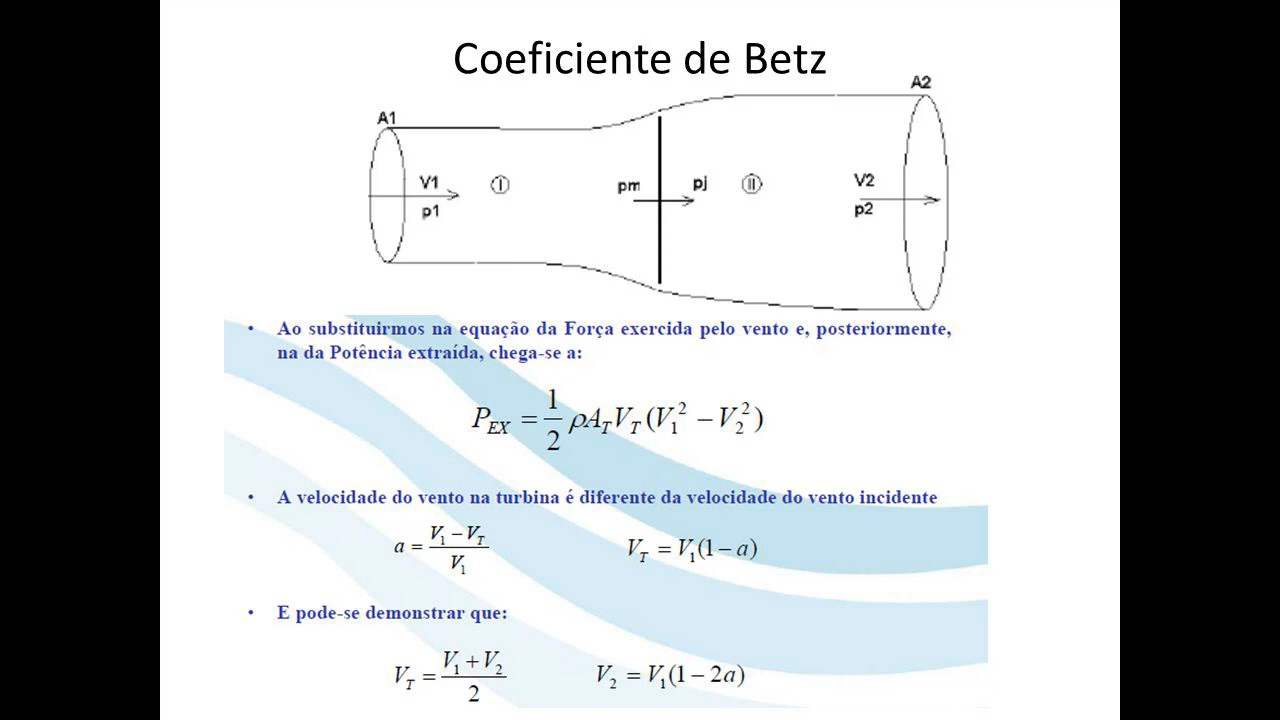 Coeficiente de Betz
A1
A2
V1
p1
I
pm
pj
II
V2
p2
• Ao substituirmos na equação da Força exercida pelo vento e, posteriormente,
na da Potência extraída, chega-se a:
P_EX = 1/2 ρA_T V_T (V_1^2 − V_2^2)
• A velocidade do vento na turbina é diferente da velocidade do vento incidente
a = (V_1 − V_T)/V_1
V_T = V_1(1 − a)
• E pode-se demonstrar que:
V_T = (V_1 + V_2)/2
V_2 = V_1(1 − 2a)